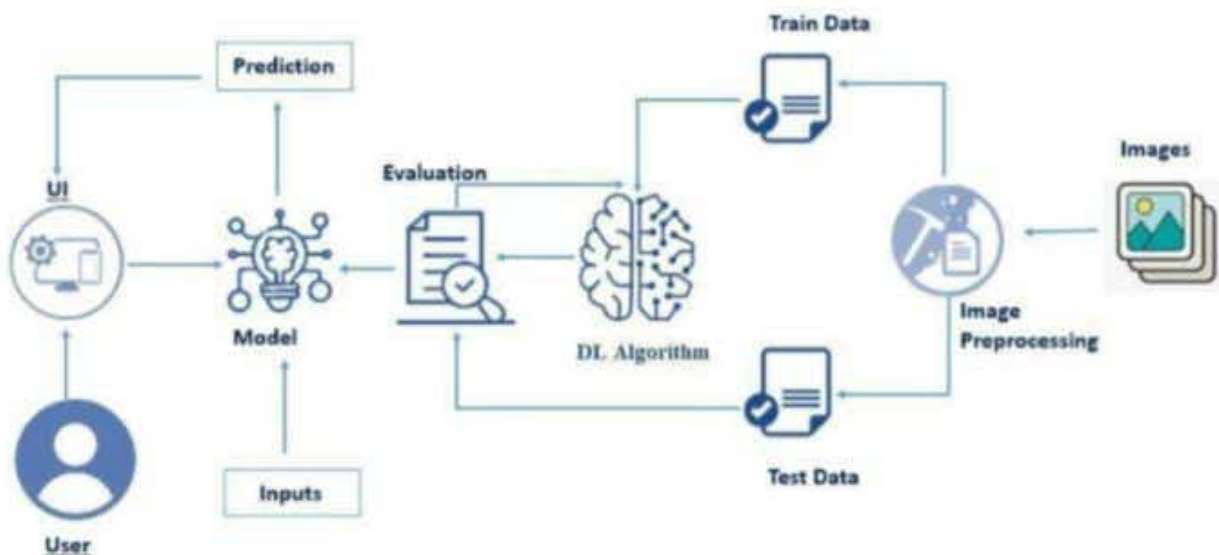 Train Data
Prediction
Images
Evaluation
UI
Model
DL Algorithm
Image
Preprocessing
Inputs
Test Data
User